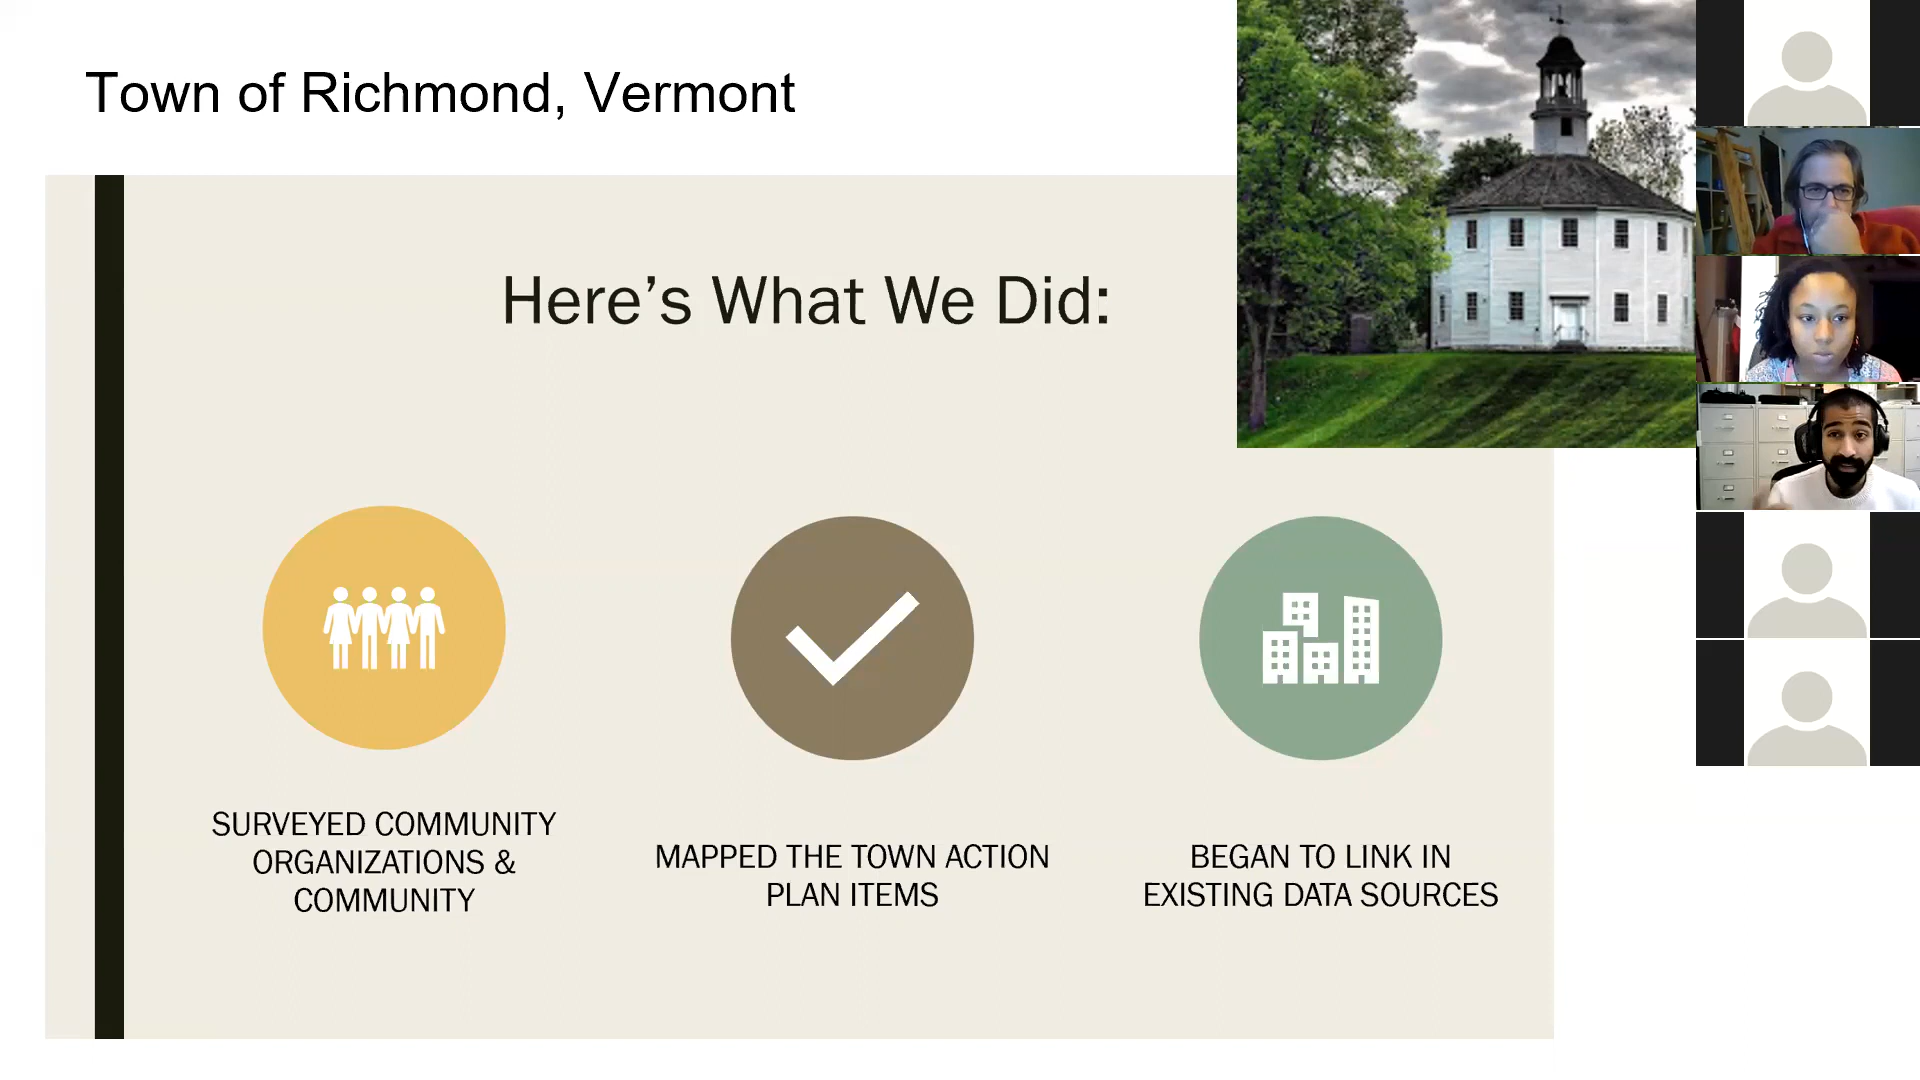 Town of Richmond, Vermont
Here’s What We Did:
SURVEYED COMMUNITY
ORGANIZATIONS &
COMMUNITY
MAPPED THE TOWN ACTION
PLAN ITEMS
BEGAN TO LINK IN
EXISTING DATA SOURCES